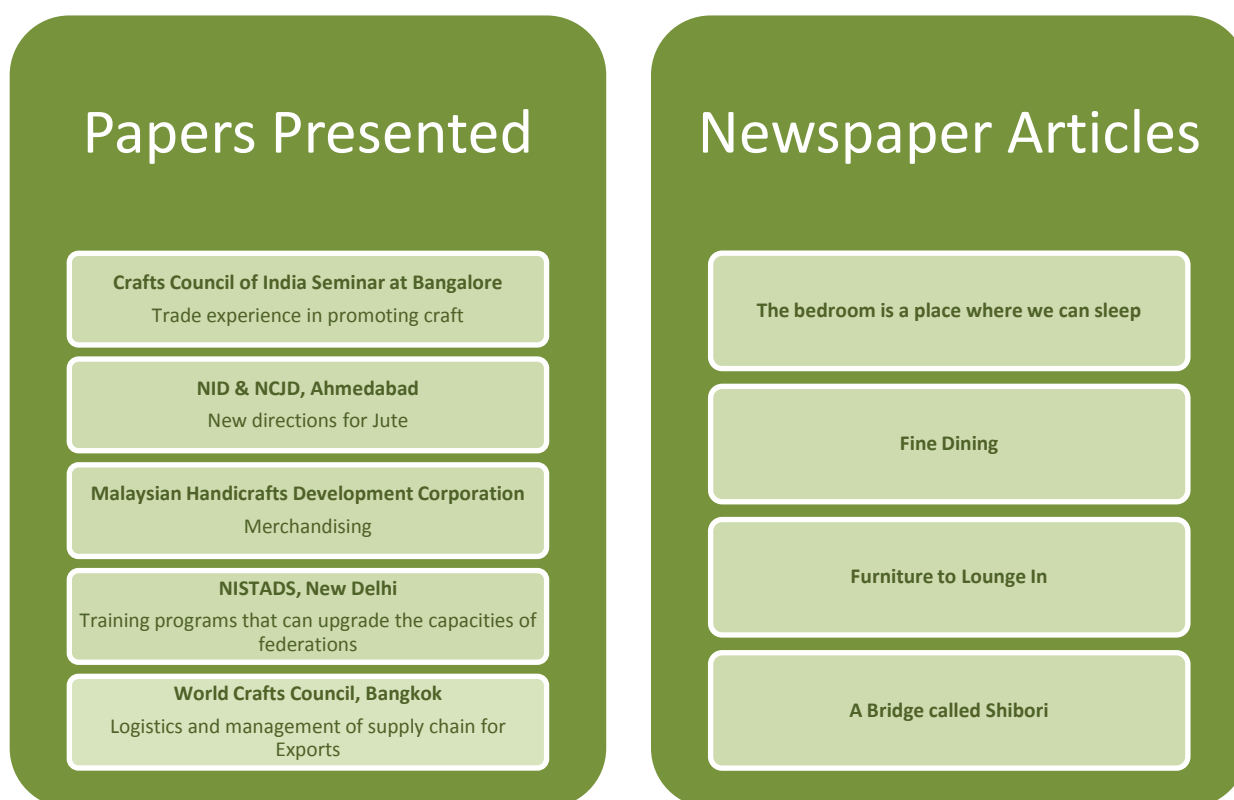 Papers Presented
Crafts Council of India Seminar at Bangalore
Trade experience in promoting craft
NID & NCJD, Ahmedabad
New directions for Jute
Malaysian Handicrafts Development Corporation
Merchandising
NISTADS, New Delhi
Training programs that can upgrade the capacities of
federations
World Crafts Council, Bangkok
Logistics and management of supply chain for
Exports
Newspaper Articles
The bedroom is a place where we can sleep
Fine Dining
Furniture to Lounge In
A Bridge called Shibori